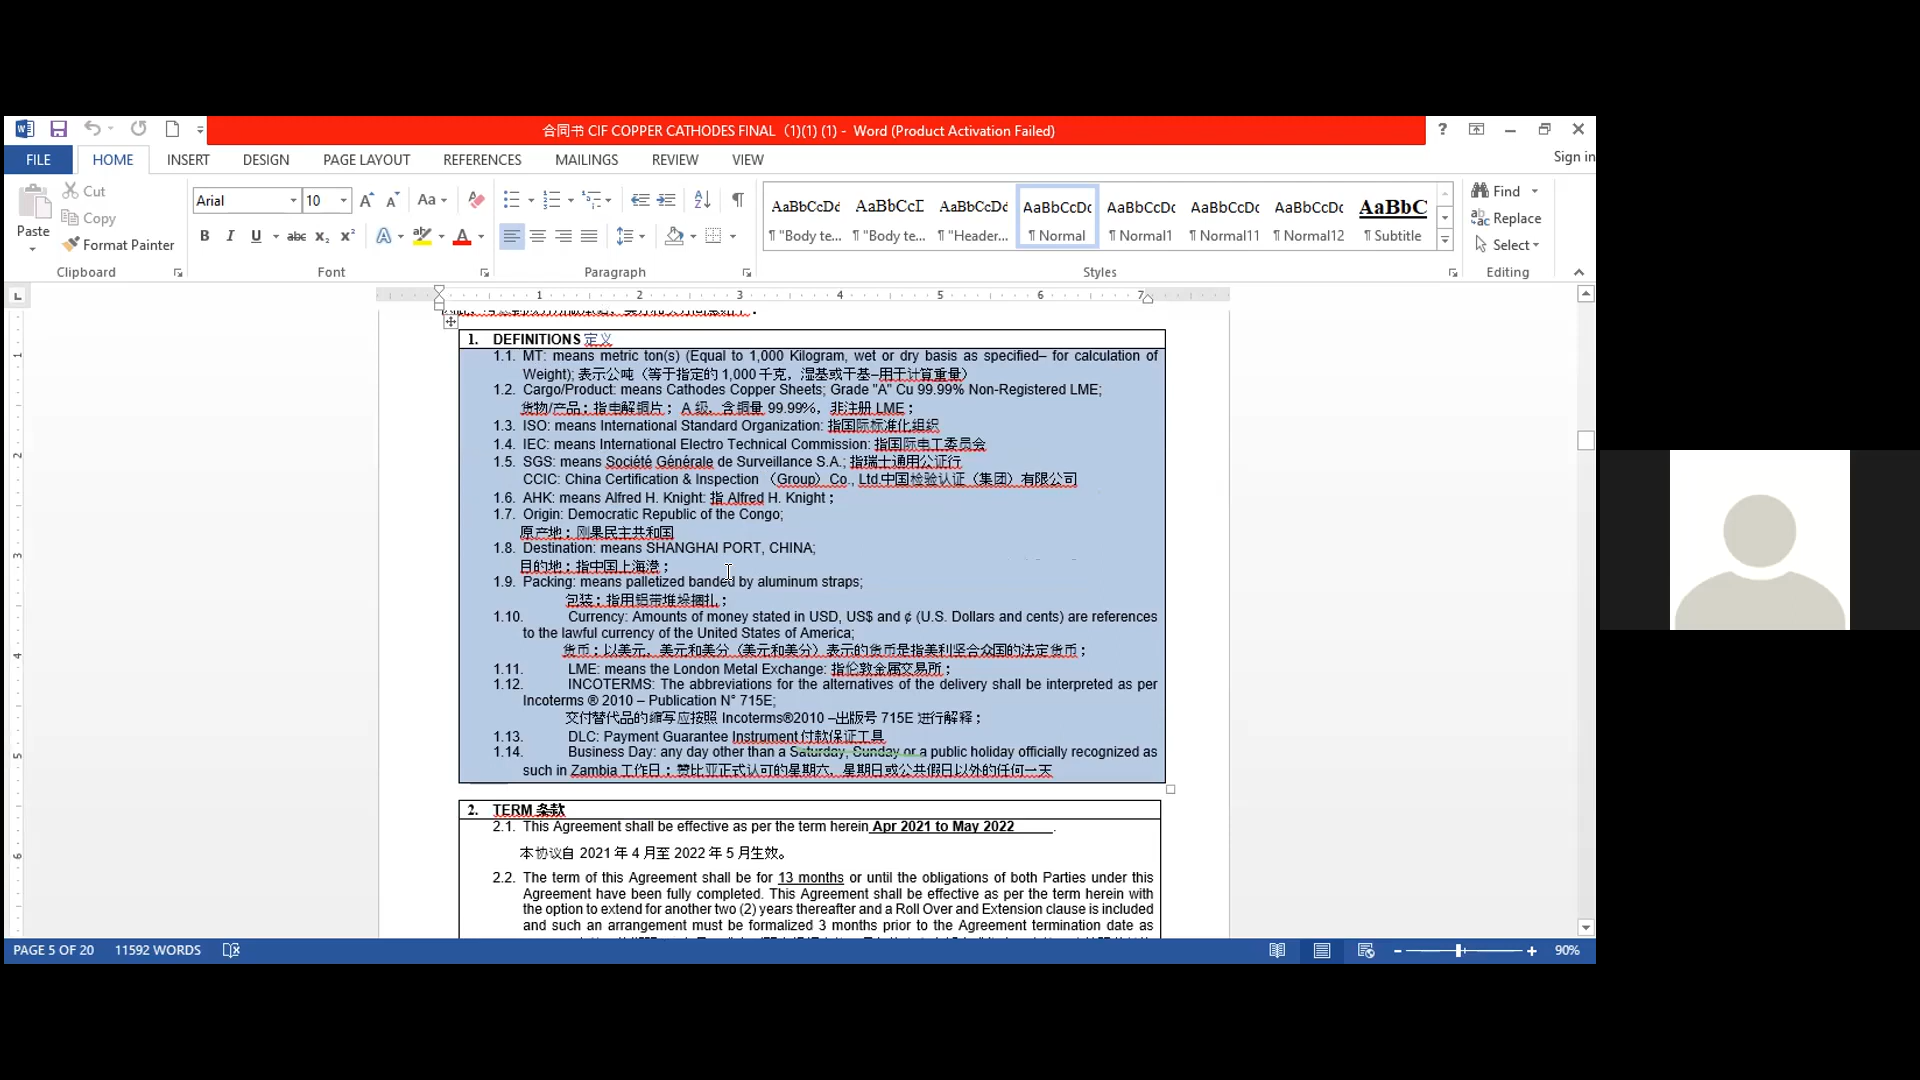 合同书 CIF COPPER CATHODES FINAL（1)(1) (1) - Word (Product Activation Failed)
FILE HOME INSERT DESIGN PAGE LAYOUT REFERENCES MAILINGS REVIEW VIEW Sign in
Paste Cut Copy Format Painter
Clipboard
Arial 10
Font
Paragraph
AaBbCcDd AaBbCcD AaBbCcDd AaBbCcDc AaBbCcDc AaBbCcDc AaBbCcDc AaBbC
¶ "Body te... ¶ "Body te... ¶ "Header... ¶ Normal ¶ Normal1 ¶ Normal11 ¶ Normal12 ¶ Subtitle
Styles
Find
Replace
Select
Editing
1 2 3 4 5 6 7
1. DEFINITIONS 定义
1.1. MT: means metric ton(s) (Equal to 1,000 Kilogram, wet or dry basis as specified– for calculation of
Weight); 表示公吨（等于指定的 1,000 千克，湿基或干基–用于计算重量）
1.2. Cargo/Product: means Cathodes Copper Sheets; Grade "A" Cu 99.99% Non-Registered LME;
货物/产品：指电解铜片； A 级，含铜量 99.99%，非注册 LME；
1.3. ISO: means International Standard Organization: 指国际标准化组织
1.4. IEC: means International Electro Technical Commission: 指国际电工委员会
1.5. SGS: means Société Générale de Surveillance S.A.; 指瑞士通用公证行
CCIC: China Certification & Inspection （Group）Co., Ltd.中国检验认证（集团）有限公司
1.6. AHK: means Alfred H. Knight: 指 Alfred H. Knight；
1.7. Origin: Democratic Republic of the Congo;
原产地：刚果民主共和国
1.8. Destination: means SHANGHAI PORT, CHINA;
目的地：指中国上海港；
1.9. Packing: means palletized banded by aluminum straps;
包装：指用铝带堆垛捆扎；
1.10. Currency: Amounts of money stated in USD, US$ and ¢ (U.S. Dollars and cents) are references
to the lawful currency of the United States of America;
货币：以美元、美元和美分（美元和美分）表示的货币是指美利坚合众国的法定货币；
1.11. LME: means the London Metal Exchange: 指伦敦金属交易所；
1.12. INCOTERMS: The abbreviations for the alternatives of the delivery shall be interpreted as per
Incoterms ® 2010 – Publication N° 715E;
交付替代品的缩写应按照 Incoterms®2010 –出版号 715E 进行解释；
1.13. DLC: Payment Guarantee Instrument付款保证工具
1.14. Business Day: any day other than a Saturday, Sunday or a public holiday officially recognized as
such in Zambia 工作日：赞比亚正式认可的星期六、星期日或公共假日以外的任何一天
2. TERM 条款
2.1. This Agreement shall be effective as per the term herein Apr 2021 to May 2022 .
本协议自 2021 年 4 月至 2022 年 5 月生效。
2.2. The term of this Agreement shall be for 13 months or until the obligations of both Parties under this
Agreement have been fully completed. This Agreement shall be effective as per the term herein with
the option to extend for another two (2) years thereafter and a Roll Over and Extension clause is included
and such an arrangement must be formalized 3 months prior to the Agreement termination date as
PAGE 5 OF 20 11592 WORDS 90%